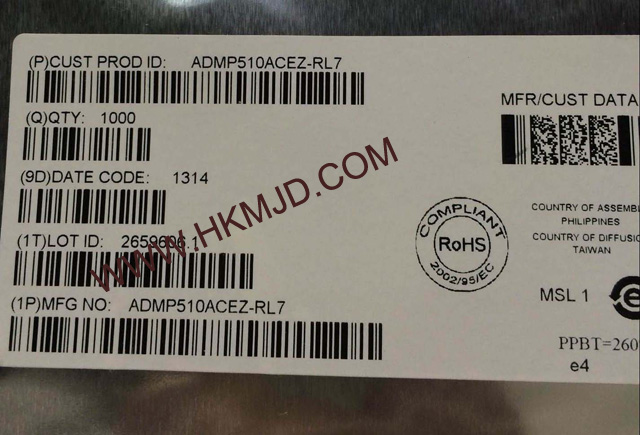 (P)CUST PROD ID: ADMP510ACEZ-RL7
(Q)QTY: 1000
(9D)DATE CODE: 1314
(1T)LOT ID:
(1P)MFG NO: ADMP510ACEZ-RL7
WWW.HKMJD.COM
MFR/CUST DATA
COMPLIANT
RoHS
2002/95/EC
COUNTRY OF ASSEMBL
PHILIPPINES
COUNTRY OF DIFFUSIO
TAIWAN
MSL 1
e
PPBT=260
e4